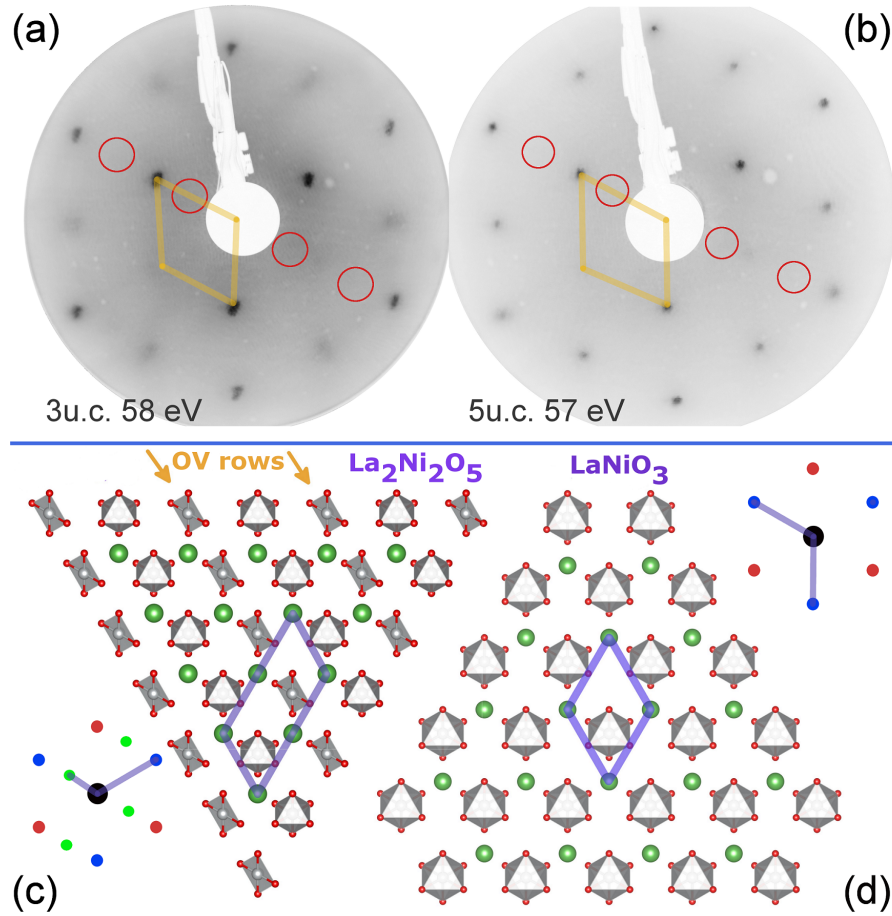 (a)
(b)
3u.c. 58 eV
5u.c. 57 eV
OV rows
La₂Ni₂O₅
LaNiO₃
(c)
(d)